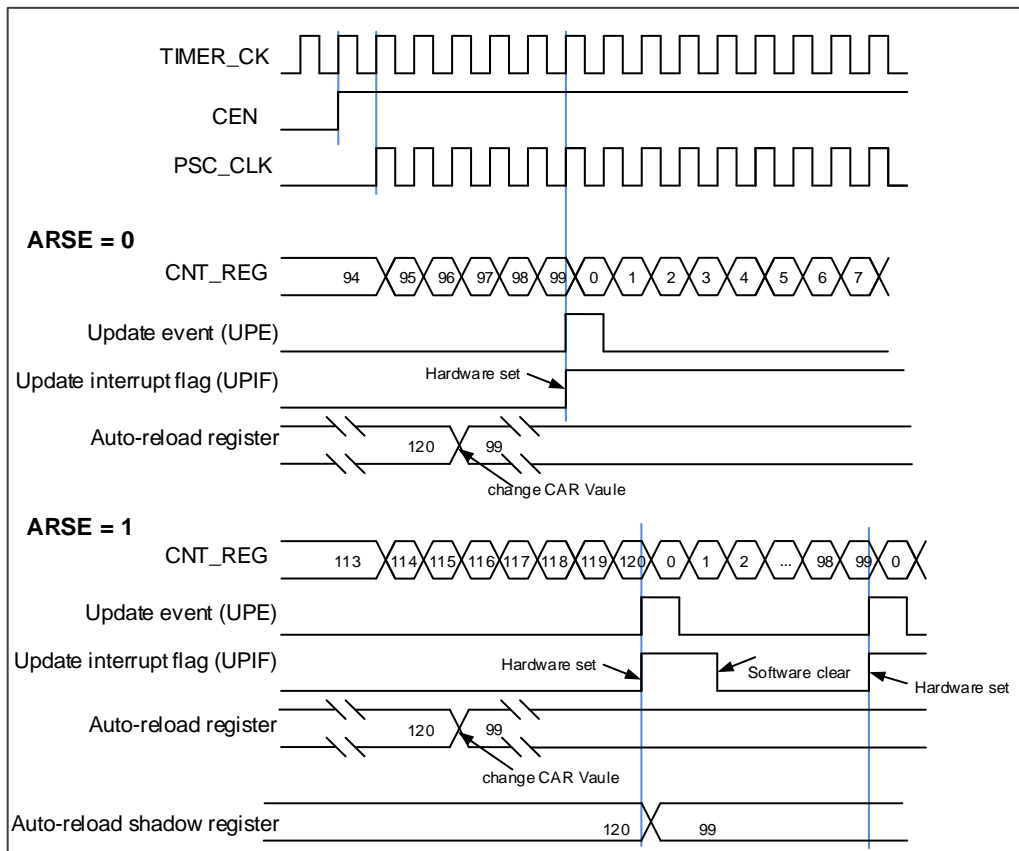 TIMER_CK
CEN
PSC_CLK
ARSE = 0
CNT_REG 94 95 96 97 98 99 0 1 2 3 4 5 6 7
Update event (UPE)
Update interrupt flag (UPIF) Hardware set
Auto-reload register 120 99
change CAR Vaule
ARSE = 1
CNT_REG 113 114 115 116 117 118 119 120 0 1 2 ... 98 99 0
Update event (UPE)
Update interrupt flag (UPIF) Hardware set Software clear Hardware set
Auto-reload register 120 99
change CAR Vaule
Auto-reload shadow register 120 99